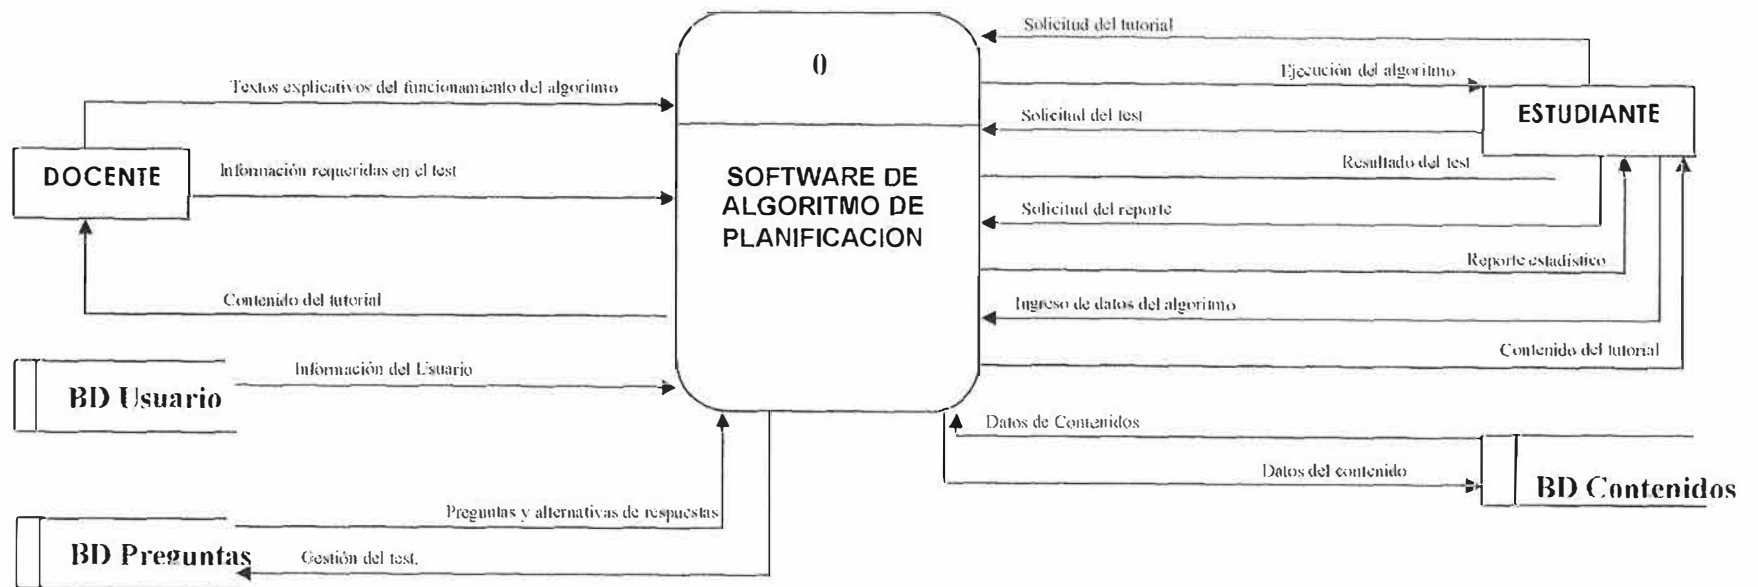 Solicitud del tutorial
0
Ejecución del algoritmo
Textos explicativos del funcionamiento del algoritmo
Solicitud del test
ESTUDIANTE
DOCENTE
Información requeridas en el test
Resultado del test
SOFTWARE DE
ALGORITMO DE
PLANIFICACION
Solicitud del reporte
Reporte estadístico
Contenido del tutorial
Ingreso de datos del algoritmo
Contenido del tutorial
Información del Usuario
BD Usuario
Datos de Contenidos
Datos del contenido
BD Contenidos
Preguntas y alternativas de respuestas
BD Preguntas
Gestión del test.